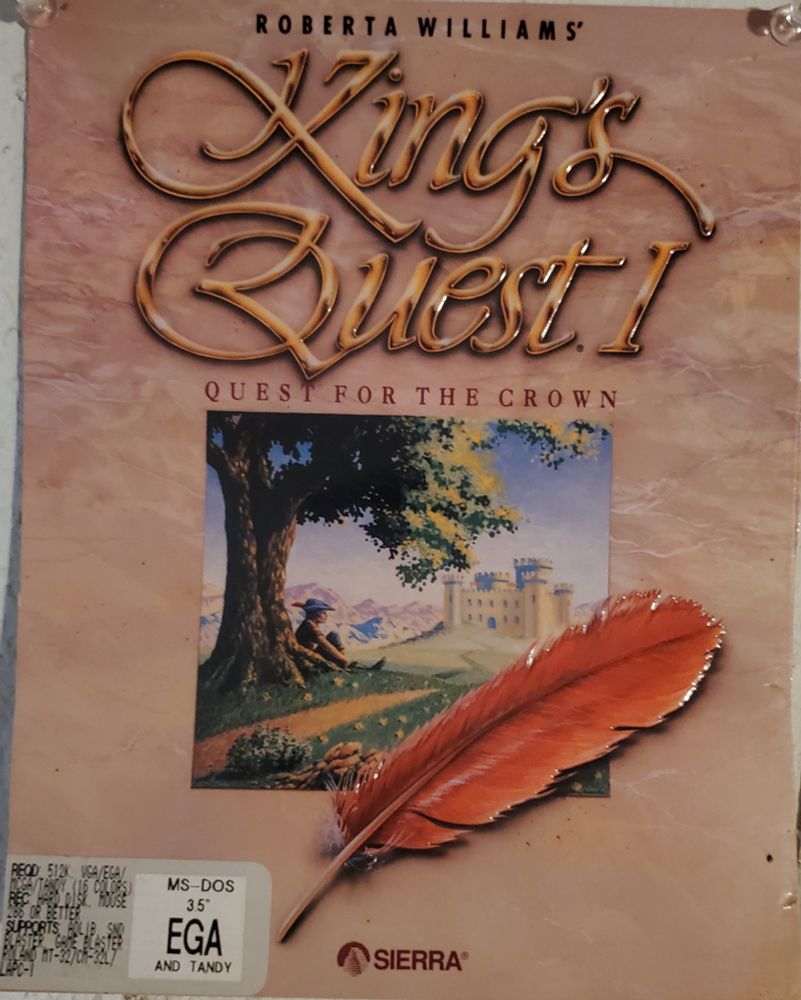 ROBERTA WILLIAMS'
King's
Quest. I
QUEST FOR THE CROWN
REQD: 512K. VGA/EGA/
MCGA/TANDY (16 COLORS)
REC: HARD DISK, MOUSE
286 OR BETTER
SUPPORTS: ADLIB, SND
BLASTER, GAME BLASTER
ROLAND MT-32/CM-32L/
LAPC-1
MS-DOS
3.5"
EGA
AND TANDY
SIERRA®